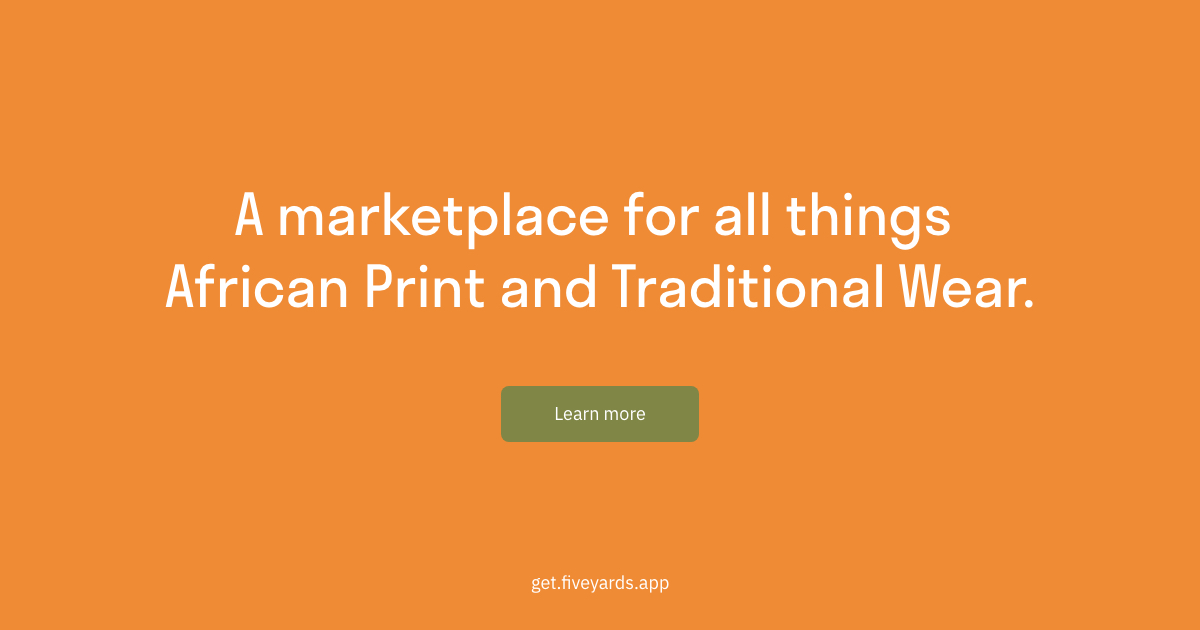 A marketplace for all things
African Print and Traditional Wear.
Learn more
get.fiveyards.app